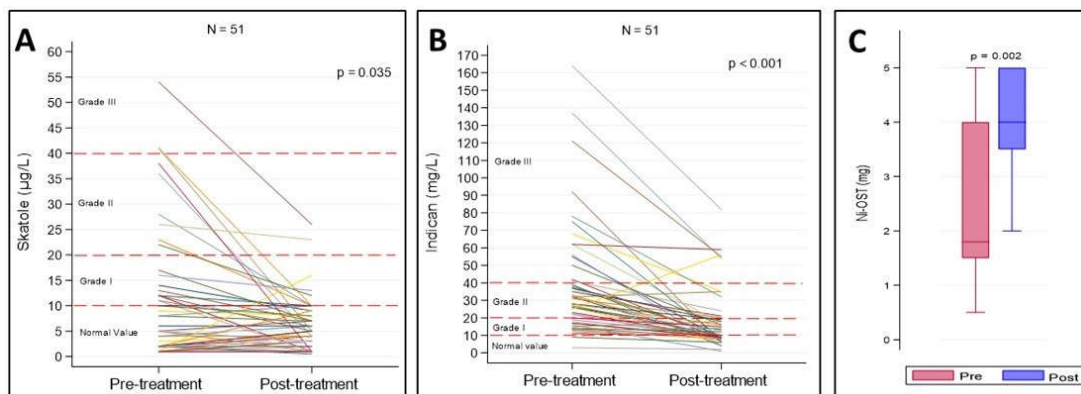 A
N = 51
p = 0.035
Skatole (µg/L)
60
55
50
45
40
35
30
25
20
15
10
5
0
Grade III
Grade II
Grade I
Normal Value
Pre-treatment
Post-treatment
B
N = 51
p < 0.001
Indican (mg/L)
170
160
150
140
130
120
110
100
90
80
70
60
50
40
30
20
10
0
Grade III
Grade II
Grade I
Normal value
Pre-treatment
Post-treatment
C
p = 0.002
Ni-OST (mg)
5
4
3
2
1
0
Pre
Post